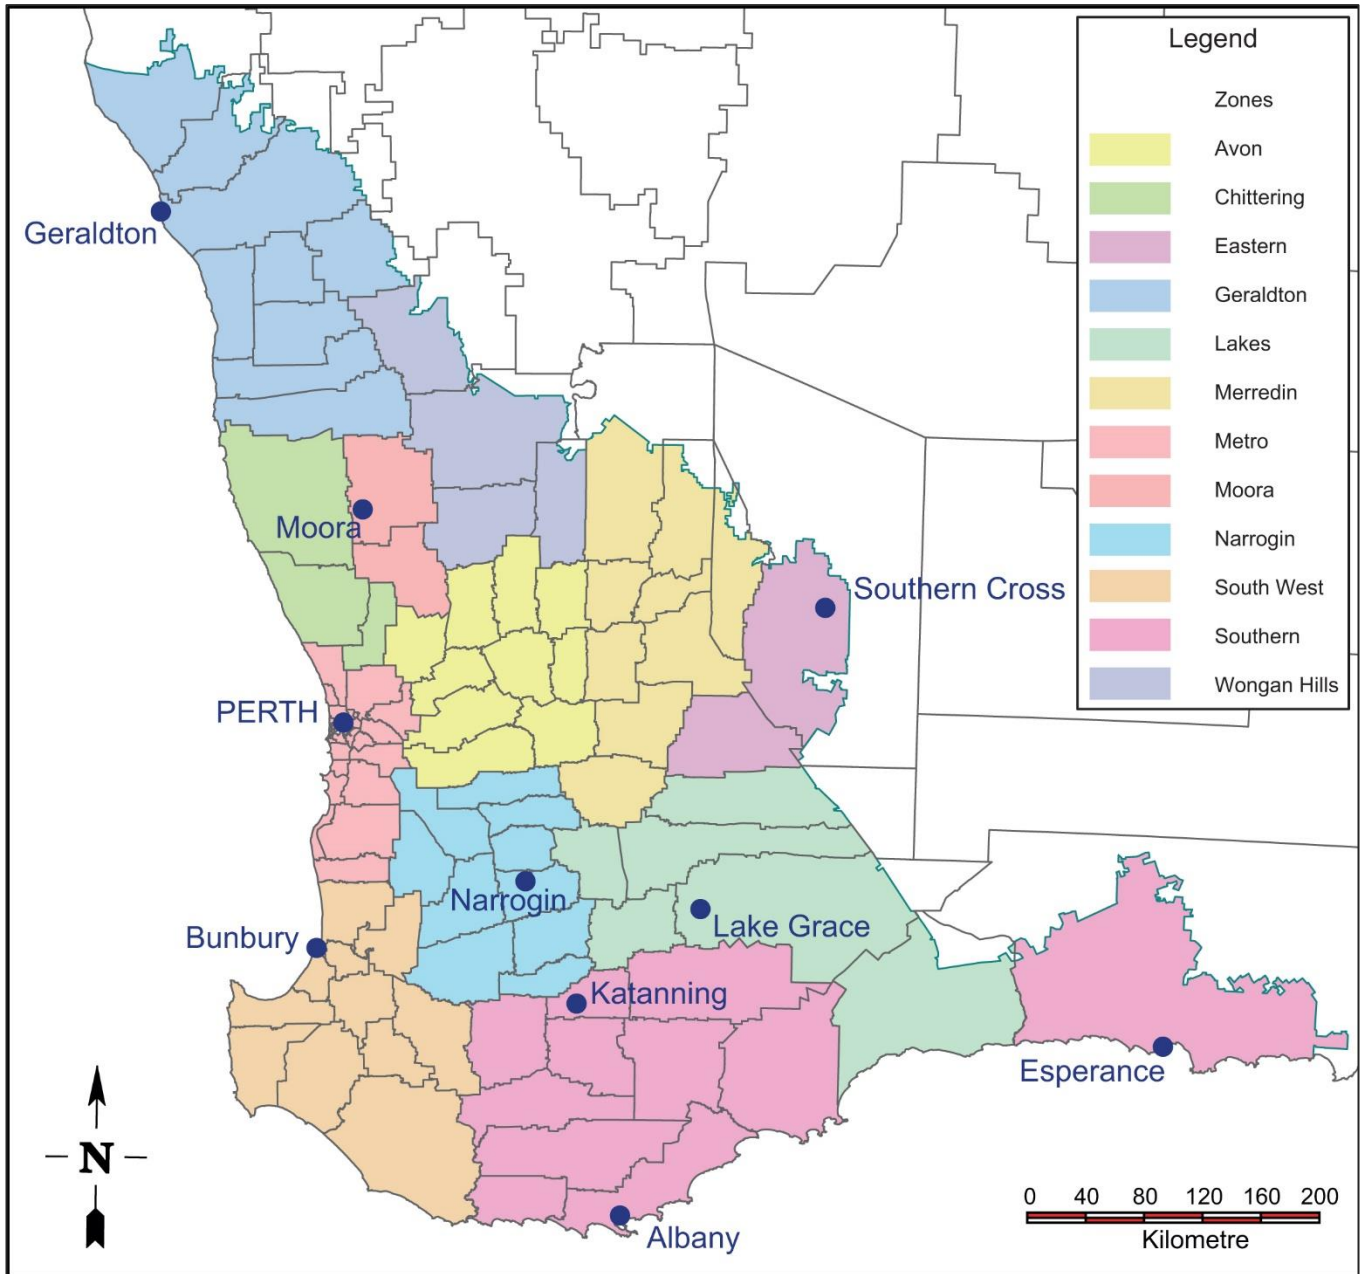 Legend
Zones
Avon
Chittering
Eastern
Geraldton
Lakes
Merredin
Metro
Moora
Narrogin
South West
Southern
Wongan Hills
Geraldton
Moora
Southern Cross
PERTH
Narrogin
Lake Grace
Bunbury
Katanning
Esperance
Albany
N
0 40 80 120 160 200
Kilometre